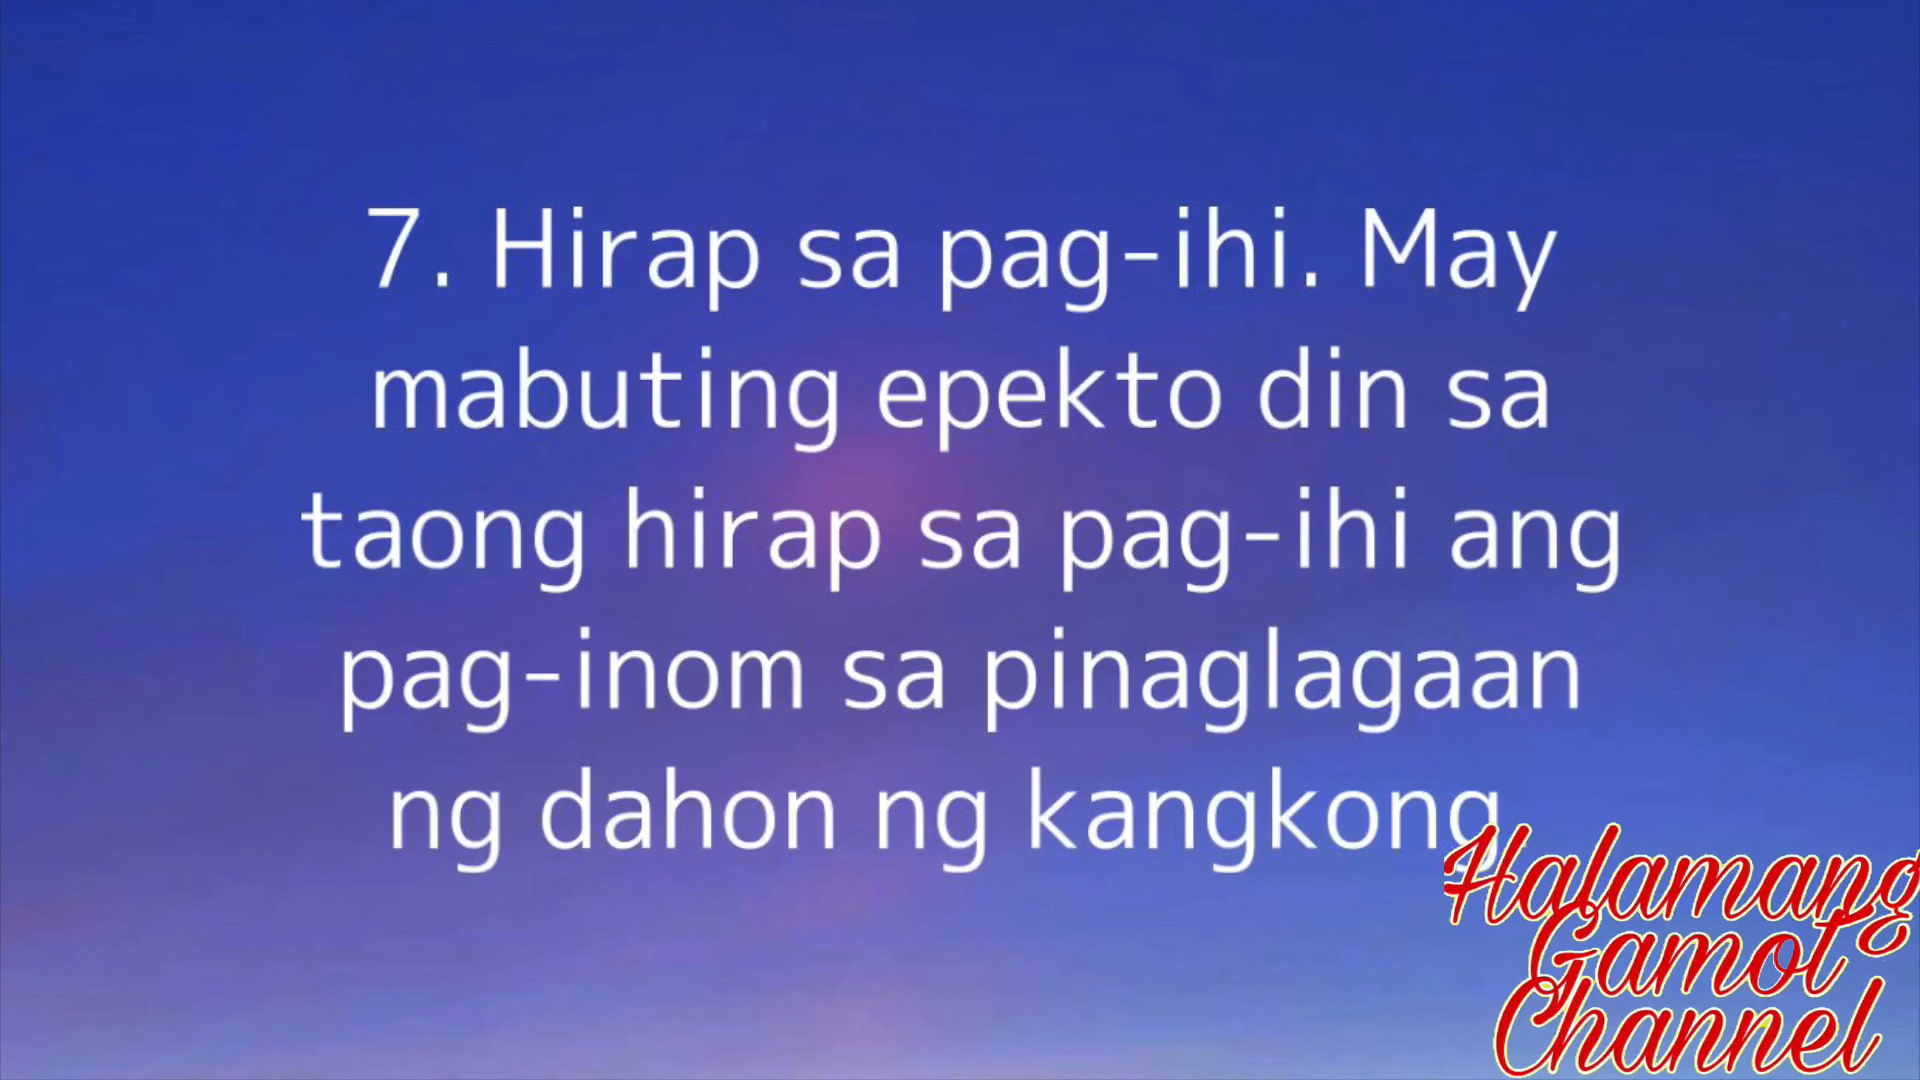 7. Hirap sa pag-ihi. May
mabuting epekto din sa
taong hirap sa pag-ihi ang
pag-inom sa pinaglagaan
ng dahon ng kangkong
Halamang
Gamot
Channel